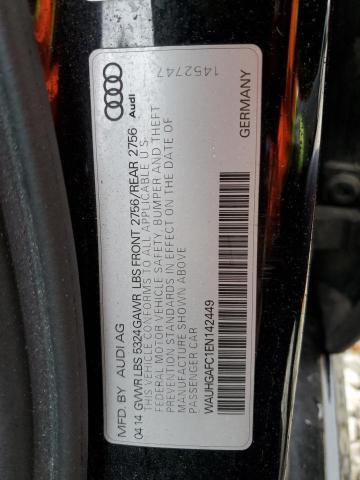 MFD BY AUDI AG
04 14 GVWR LBS 5324 GAWR LBS FRONT 2756/REAR 2756
THIS VEHICLE CONFORMS TO ALL APPLICABLE U S
FEDERAL MOTOR VEHICLE SAFETY, BUMPER AND THEFT
PREVENTION STANDARDS IN EFFECT ON THE DATE OF
MANUFACTURE SHOWN ABOVE
PASSENGER CAR
WAUHGAFC1EN142449
Audi
1452747
GERMANY